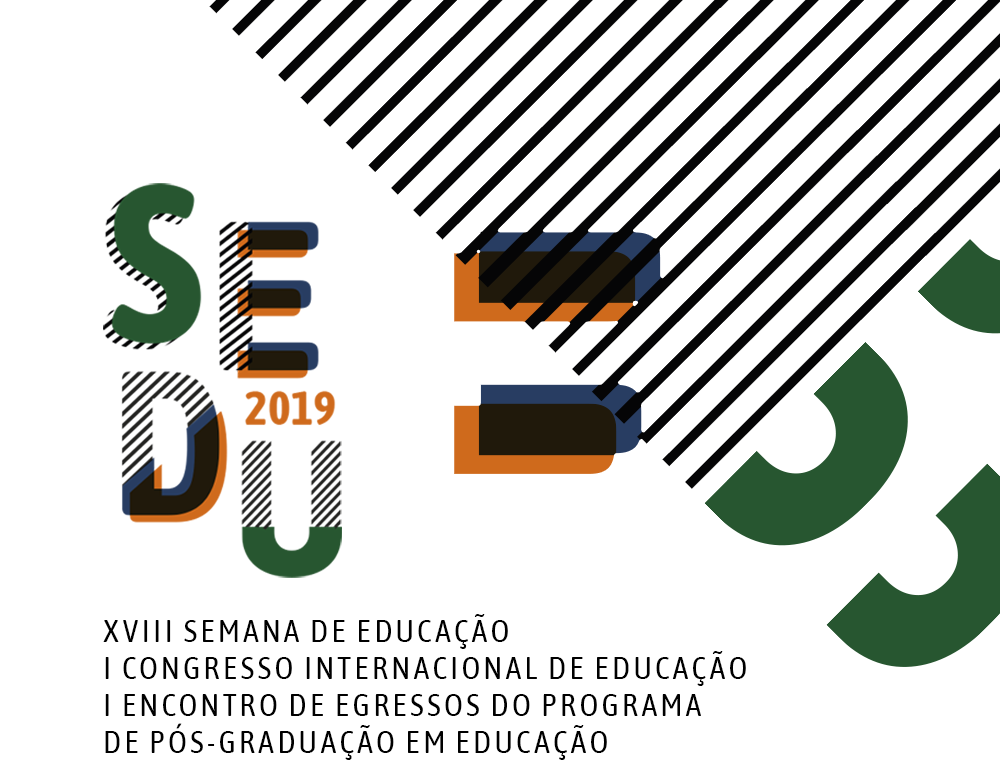 SE
DU
2019
XVIII SEMANA DE EDUCAÇÃO
I CONGRESSO INTERNACIONAL DE EDUCAÇÃO
I ENCONTRO DE EGRESSOS DO PROGRAMA
DE PÓS-GRADUAÇÃO EM EDUCAÇÃO